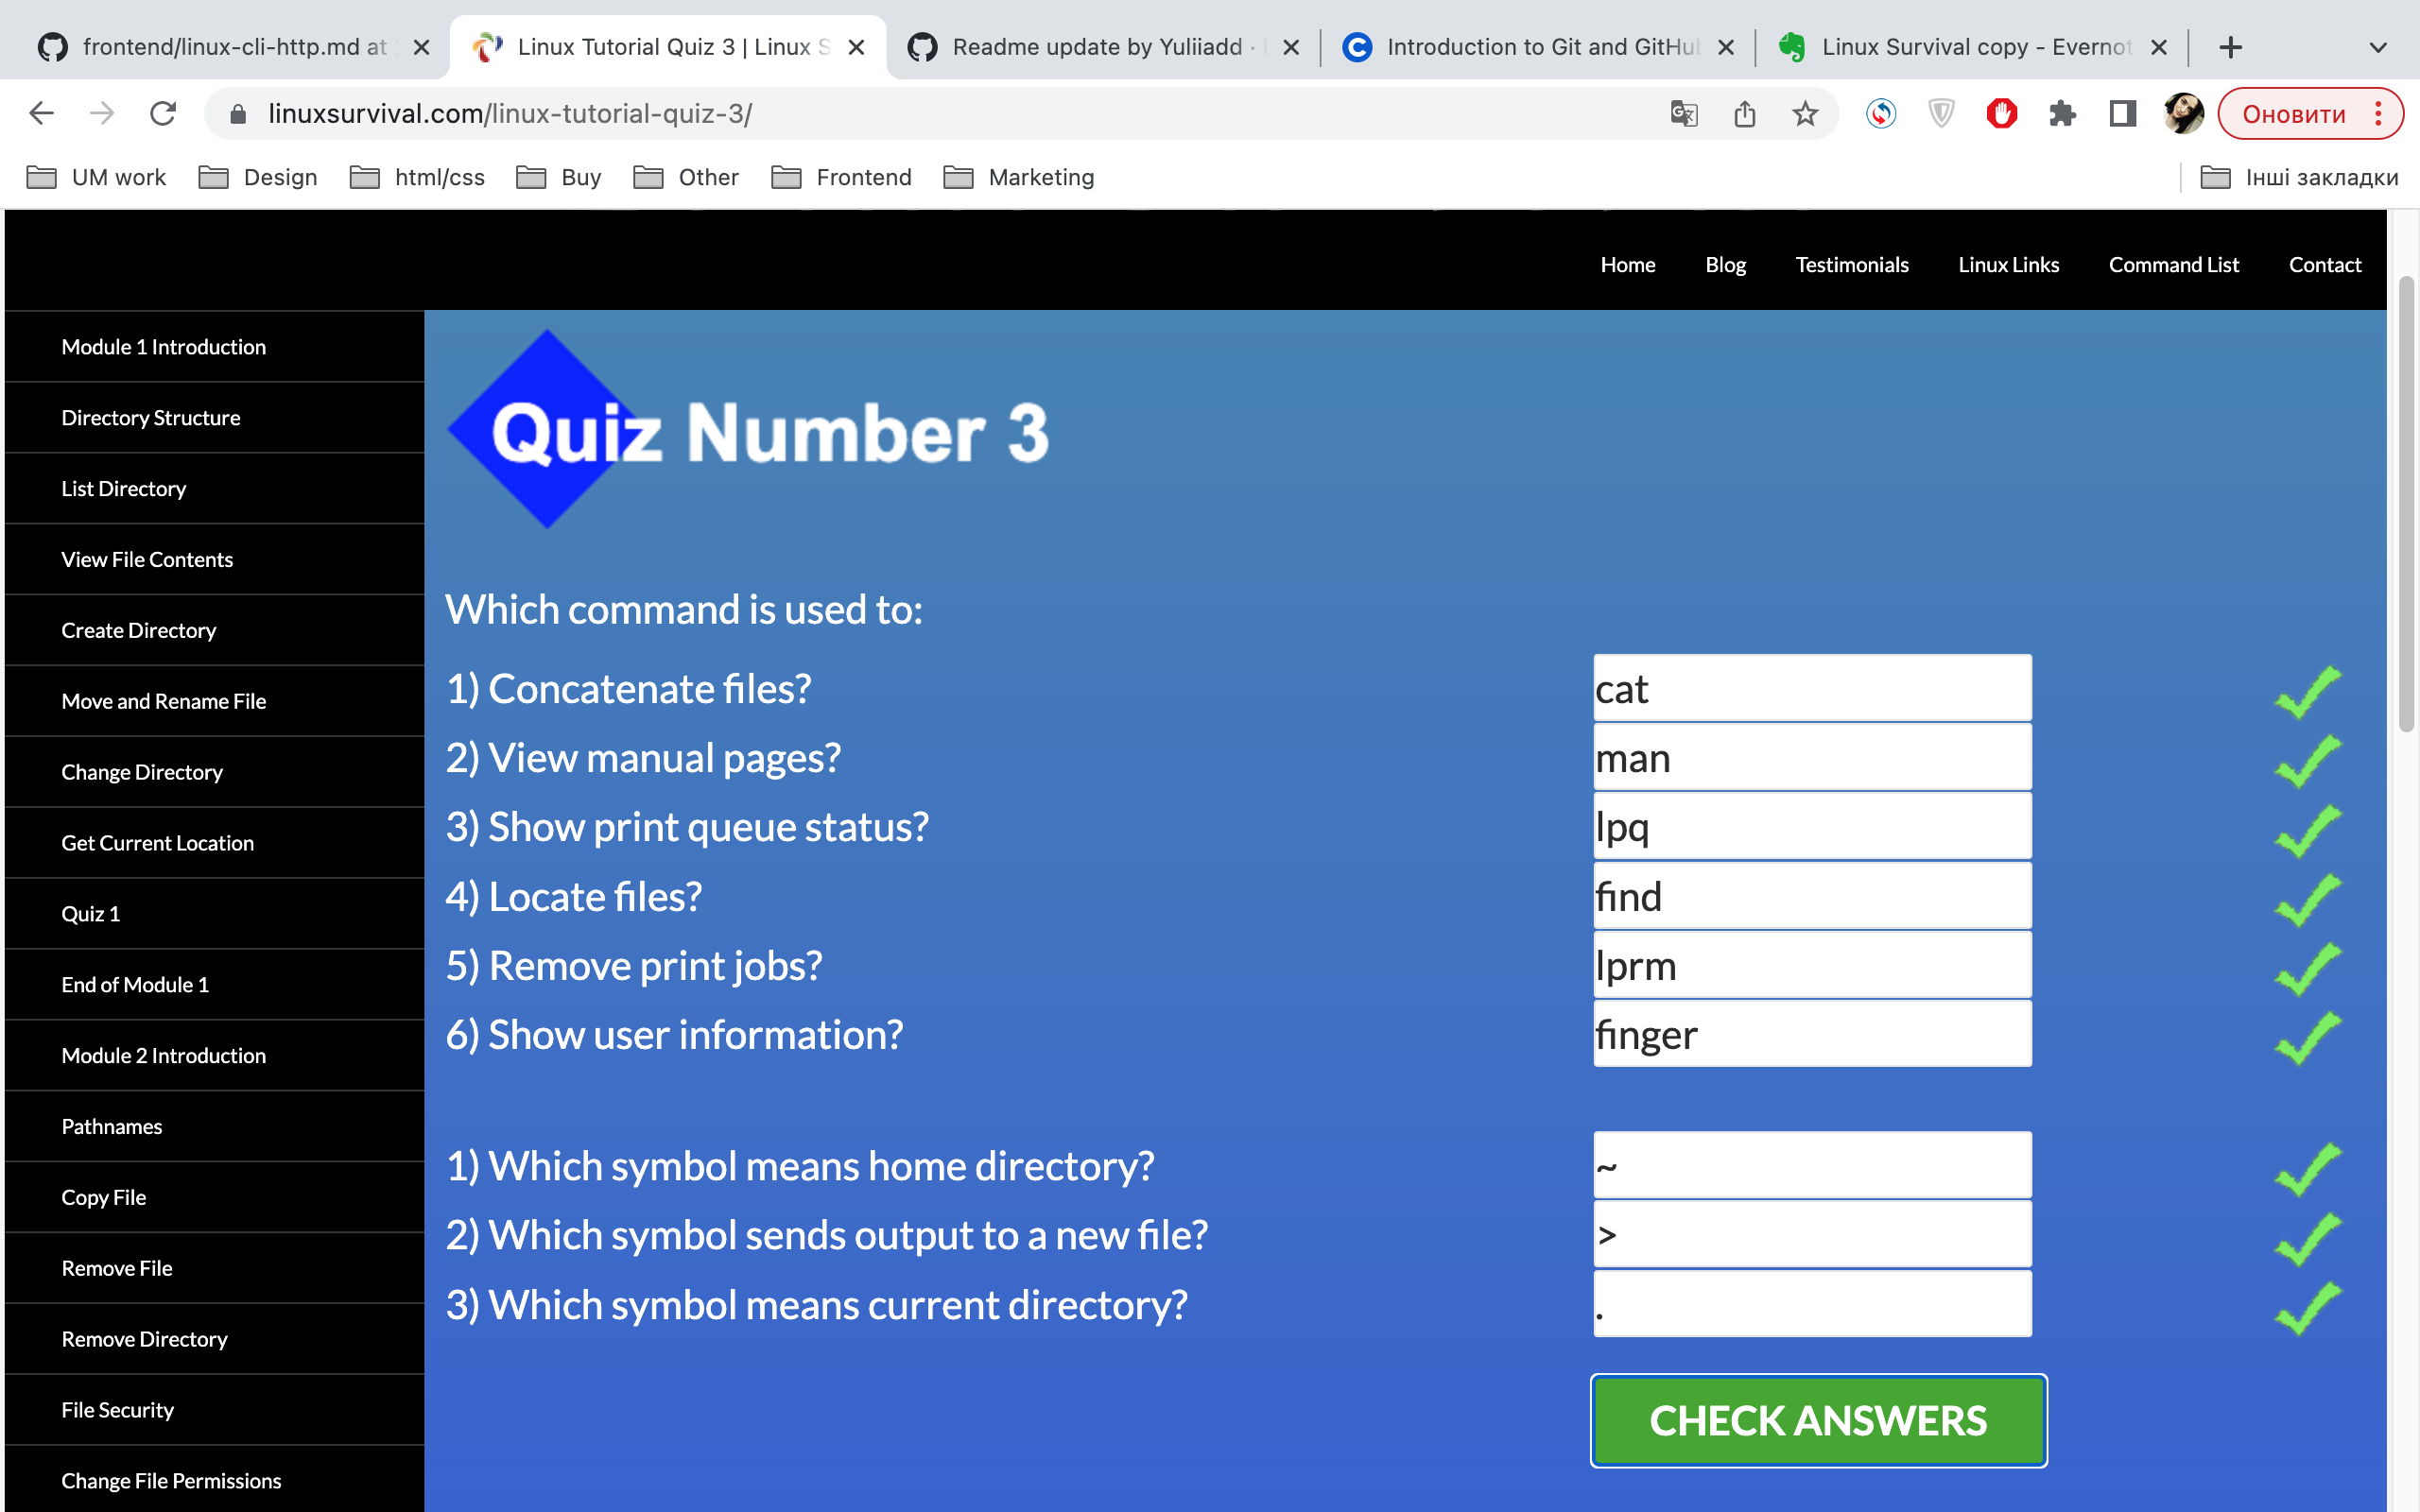 frontend/linux-cli-http.md at
Linux Tutorial Quiz 3 | Linux S
Readme update by Yuliiadd ·
Introduction to Git and GitHub
Linux Survival copy - Evernot
linuxsurvival.com/linux-tutorial-quiz-3/
Оновити
UM work
Design
html/css
Buy
Other
Frontend
Marketing
Інші закладки
Home
Blog
Testimonials
Linux Links
Command List
Contact
Module 1 Introduction
Directory Structure
List Directory
View File Contents
Create Directory
Move and Rename File
Change Directory
Get Current Location
Quiz 1
End of Module 1
Module 2 Introduction
Pathnames
Copy File
Remove File
Remove Directory
File Security
Change File Permissions
Quiz Number 3
Which command is used to:
1) Concatenate files? cat
2) View manual pages? man
3) Show print queue status? lpq
4) Locate files? find
5) Remove print jobs? lprm
6) Show user information? finger
1) Which symbol means home directory? ~
2) Which symbol sends output to a new file? >
3) Which symbol means current directory? .
CHECK ANSWERS